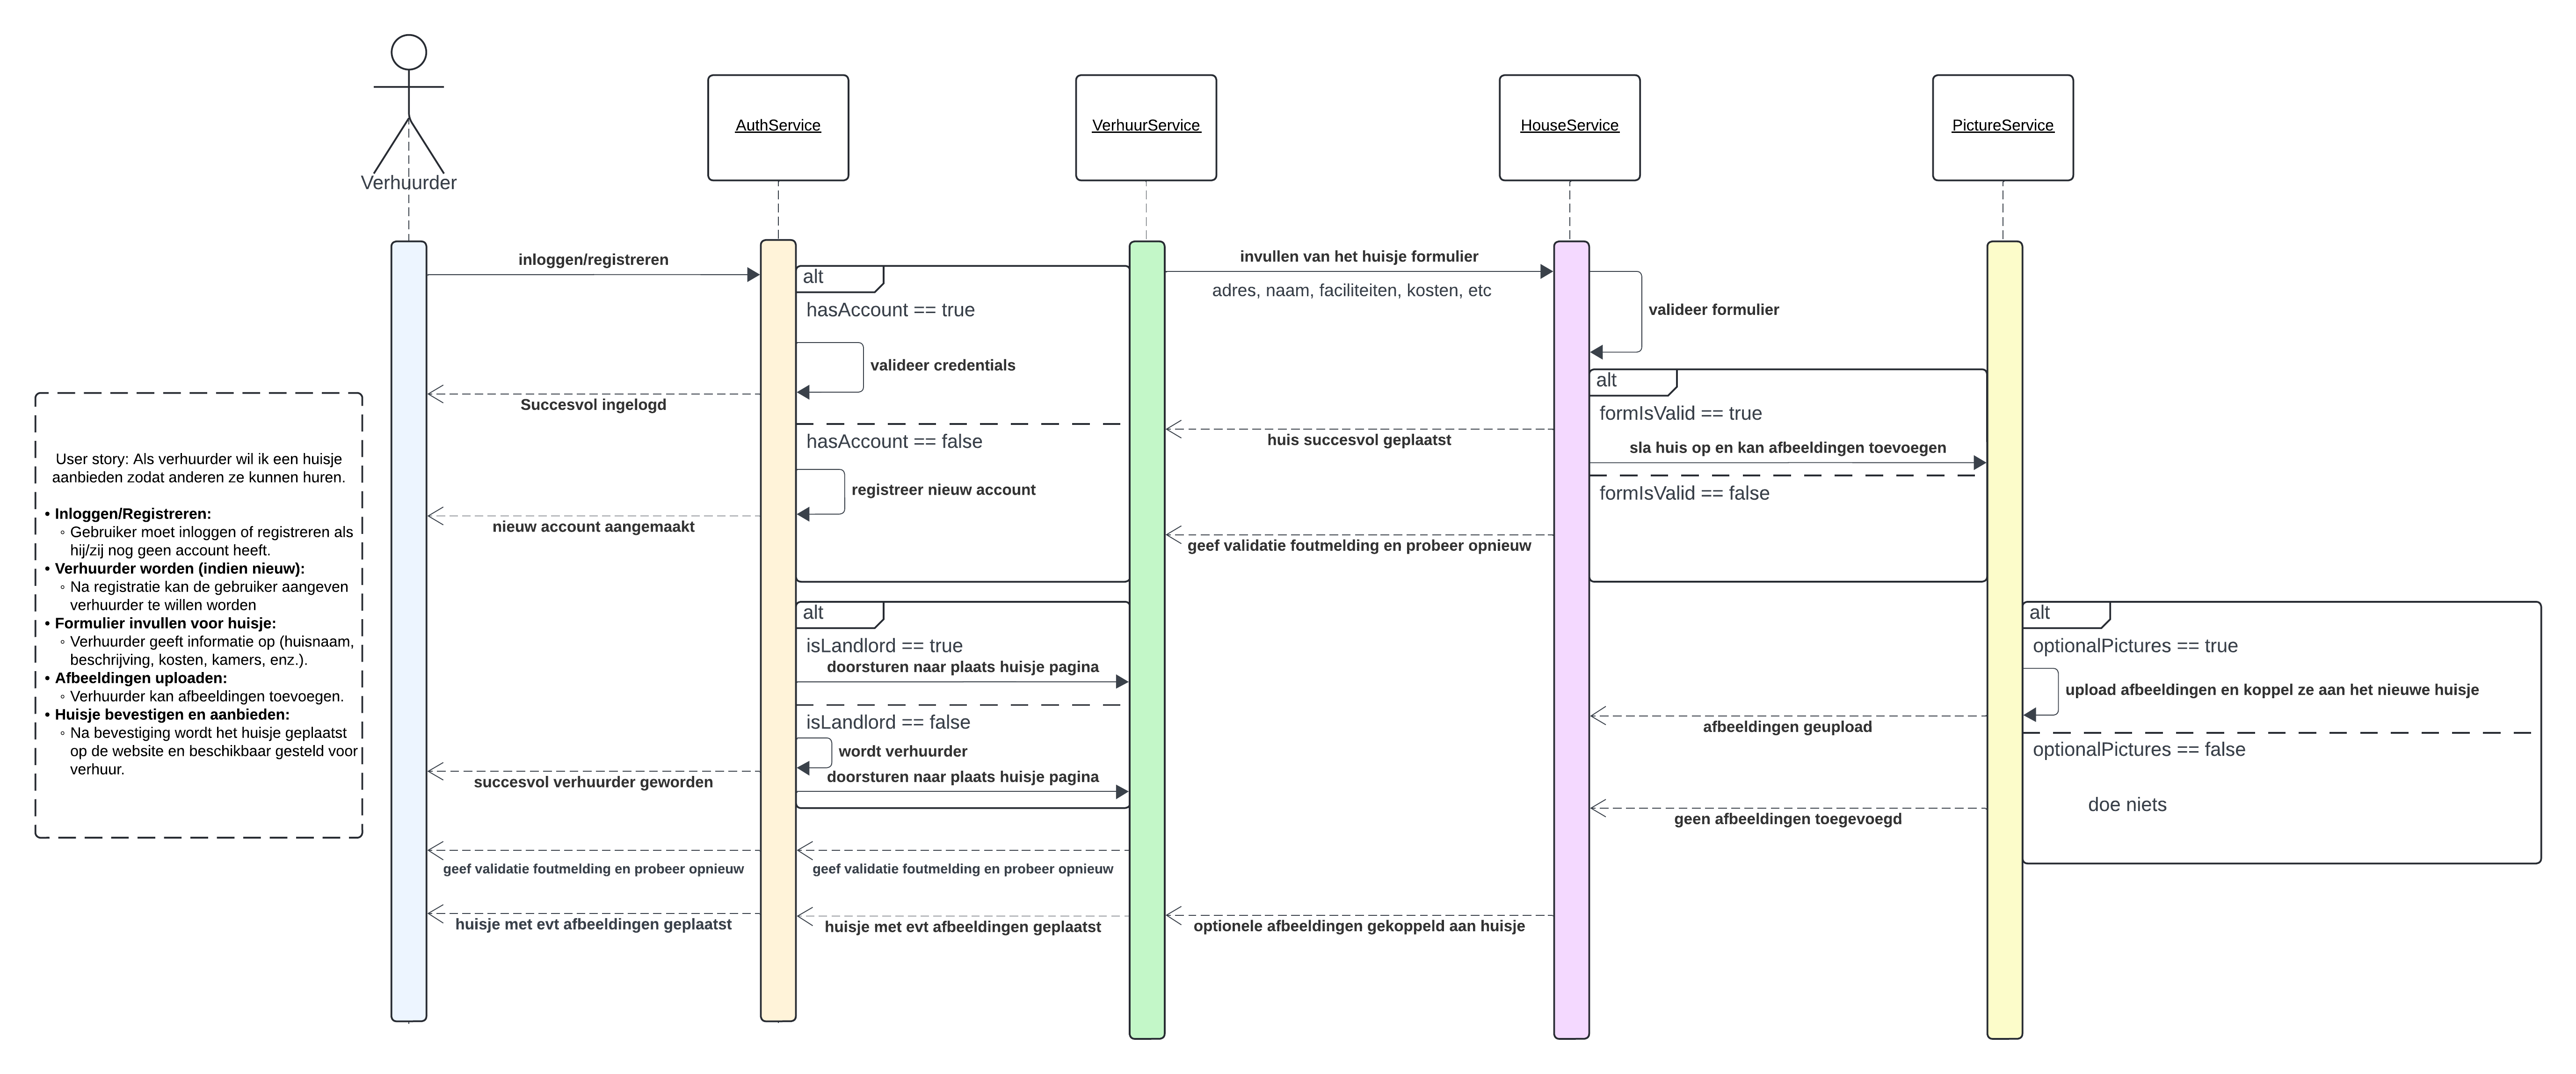 Verhuurder
AuthService
VerhuurService
HouseService
PictureService
User story: Als verhuurder wil ik een huisje
aanbieden zodat anderen ze kunnen huren.
• Inloggen/Registreren:
◦ Gebruiker moet inloggen of registreren als
hij/zij nog geen account heeft.
• Verhuurder worden (indien nieuw):
◦ Na registratie kan de gebruiker aangeven
verhuurder te willen worden
• Formulier invullen voor huisje:
◦ Verhuurder geeft informatie op (huisnaam,
beschrijving, kosten, kamers, enz.).
• Afbeeldingen uploaden:
◦ Verhuurder kan afbeeldingen toevoegen.
• Huisje bevestigen en aanbieden:
◦ Na bevestiging wordt het huisje geplaatst
op de website en beschikbaar gesteld voor
verhuur.
inloggen/registreren
Succesvol ingelogd
nieuw account aangemaakt
succesvol verhuurder geworden
geef validatie foutmelding en probeer opnieuw
huisje met evt afbeeldingen geplaatst
alt
hasAccount == true
valideer credentials
hasAccount == false
registreer nieuw account
alt
isLandlord == true
doorsturen naar plaats huisje pagina
isLandlord == false
wordt verhuurder
doorsturen naar plaats huisje pagina
geef validatie foutmelding en probeer opnieuw
huisje met evt afbeeldingen geplaatst
invullen van het huisje formulier
adres, naam, faciliteiten, kosten, etc
huis succesvol geplaatst
geef validatie foutmelding en probeer opnieuw
optionele afbeeldingen gekoppeld aan huisje
valideer formulier
alt
formIsValid == true
sla huis op en kan afbeeldingen toevoegen
formIsValid == false
afbeeldingen geupload
geen afbeeldingen toegevoegd
alt
optionalPictures == true
upload afbeeldingen en koppel ze aan het nieuwe huisje
optionalPictures == false
doe niets